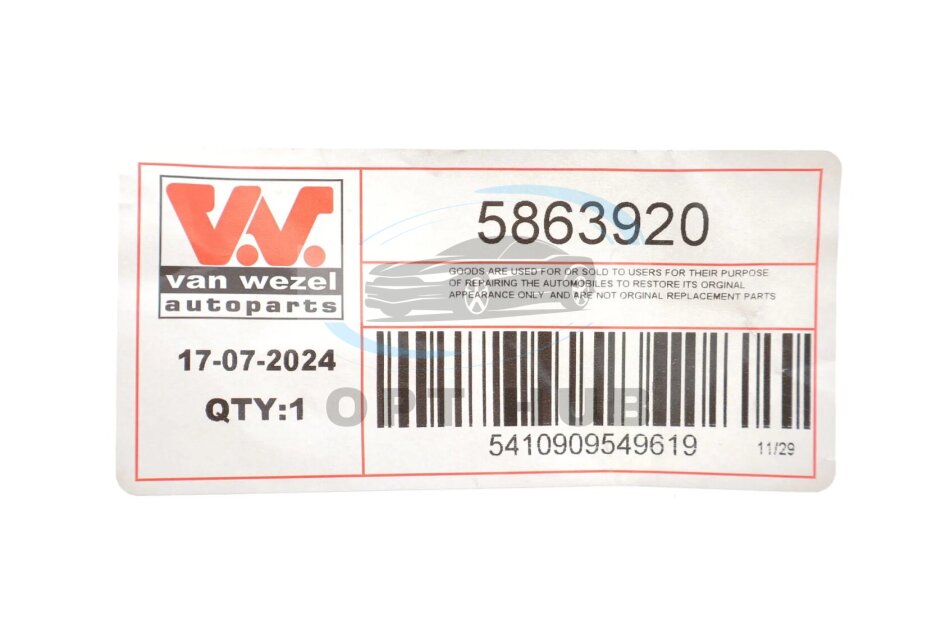 V.W.
van wezel
autoparts
17-07-2024
QTY:1
5863920
GOODS ARE USED FOR OR SOLD TO USERS FOR THEIR PURPOSE
OF REPAIRING THE AUTOMOBILES TO RESTORE ITS ORGINAL
APPEARANCE ONLY AND ARE NOT ORGINAL REPLACEMENT PARTS
5410909549619
11/29
OPT HUB